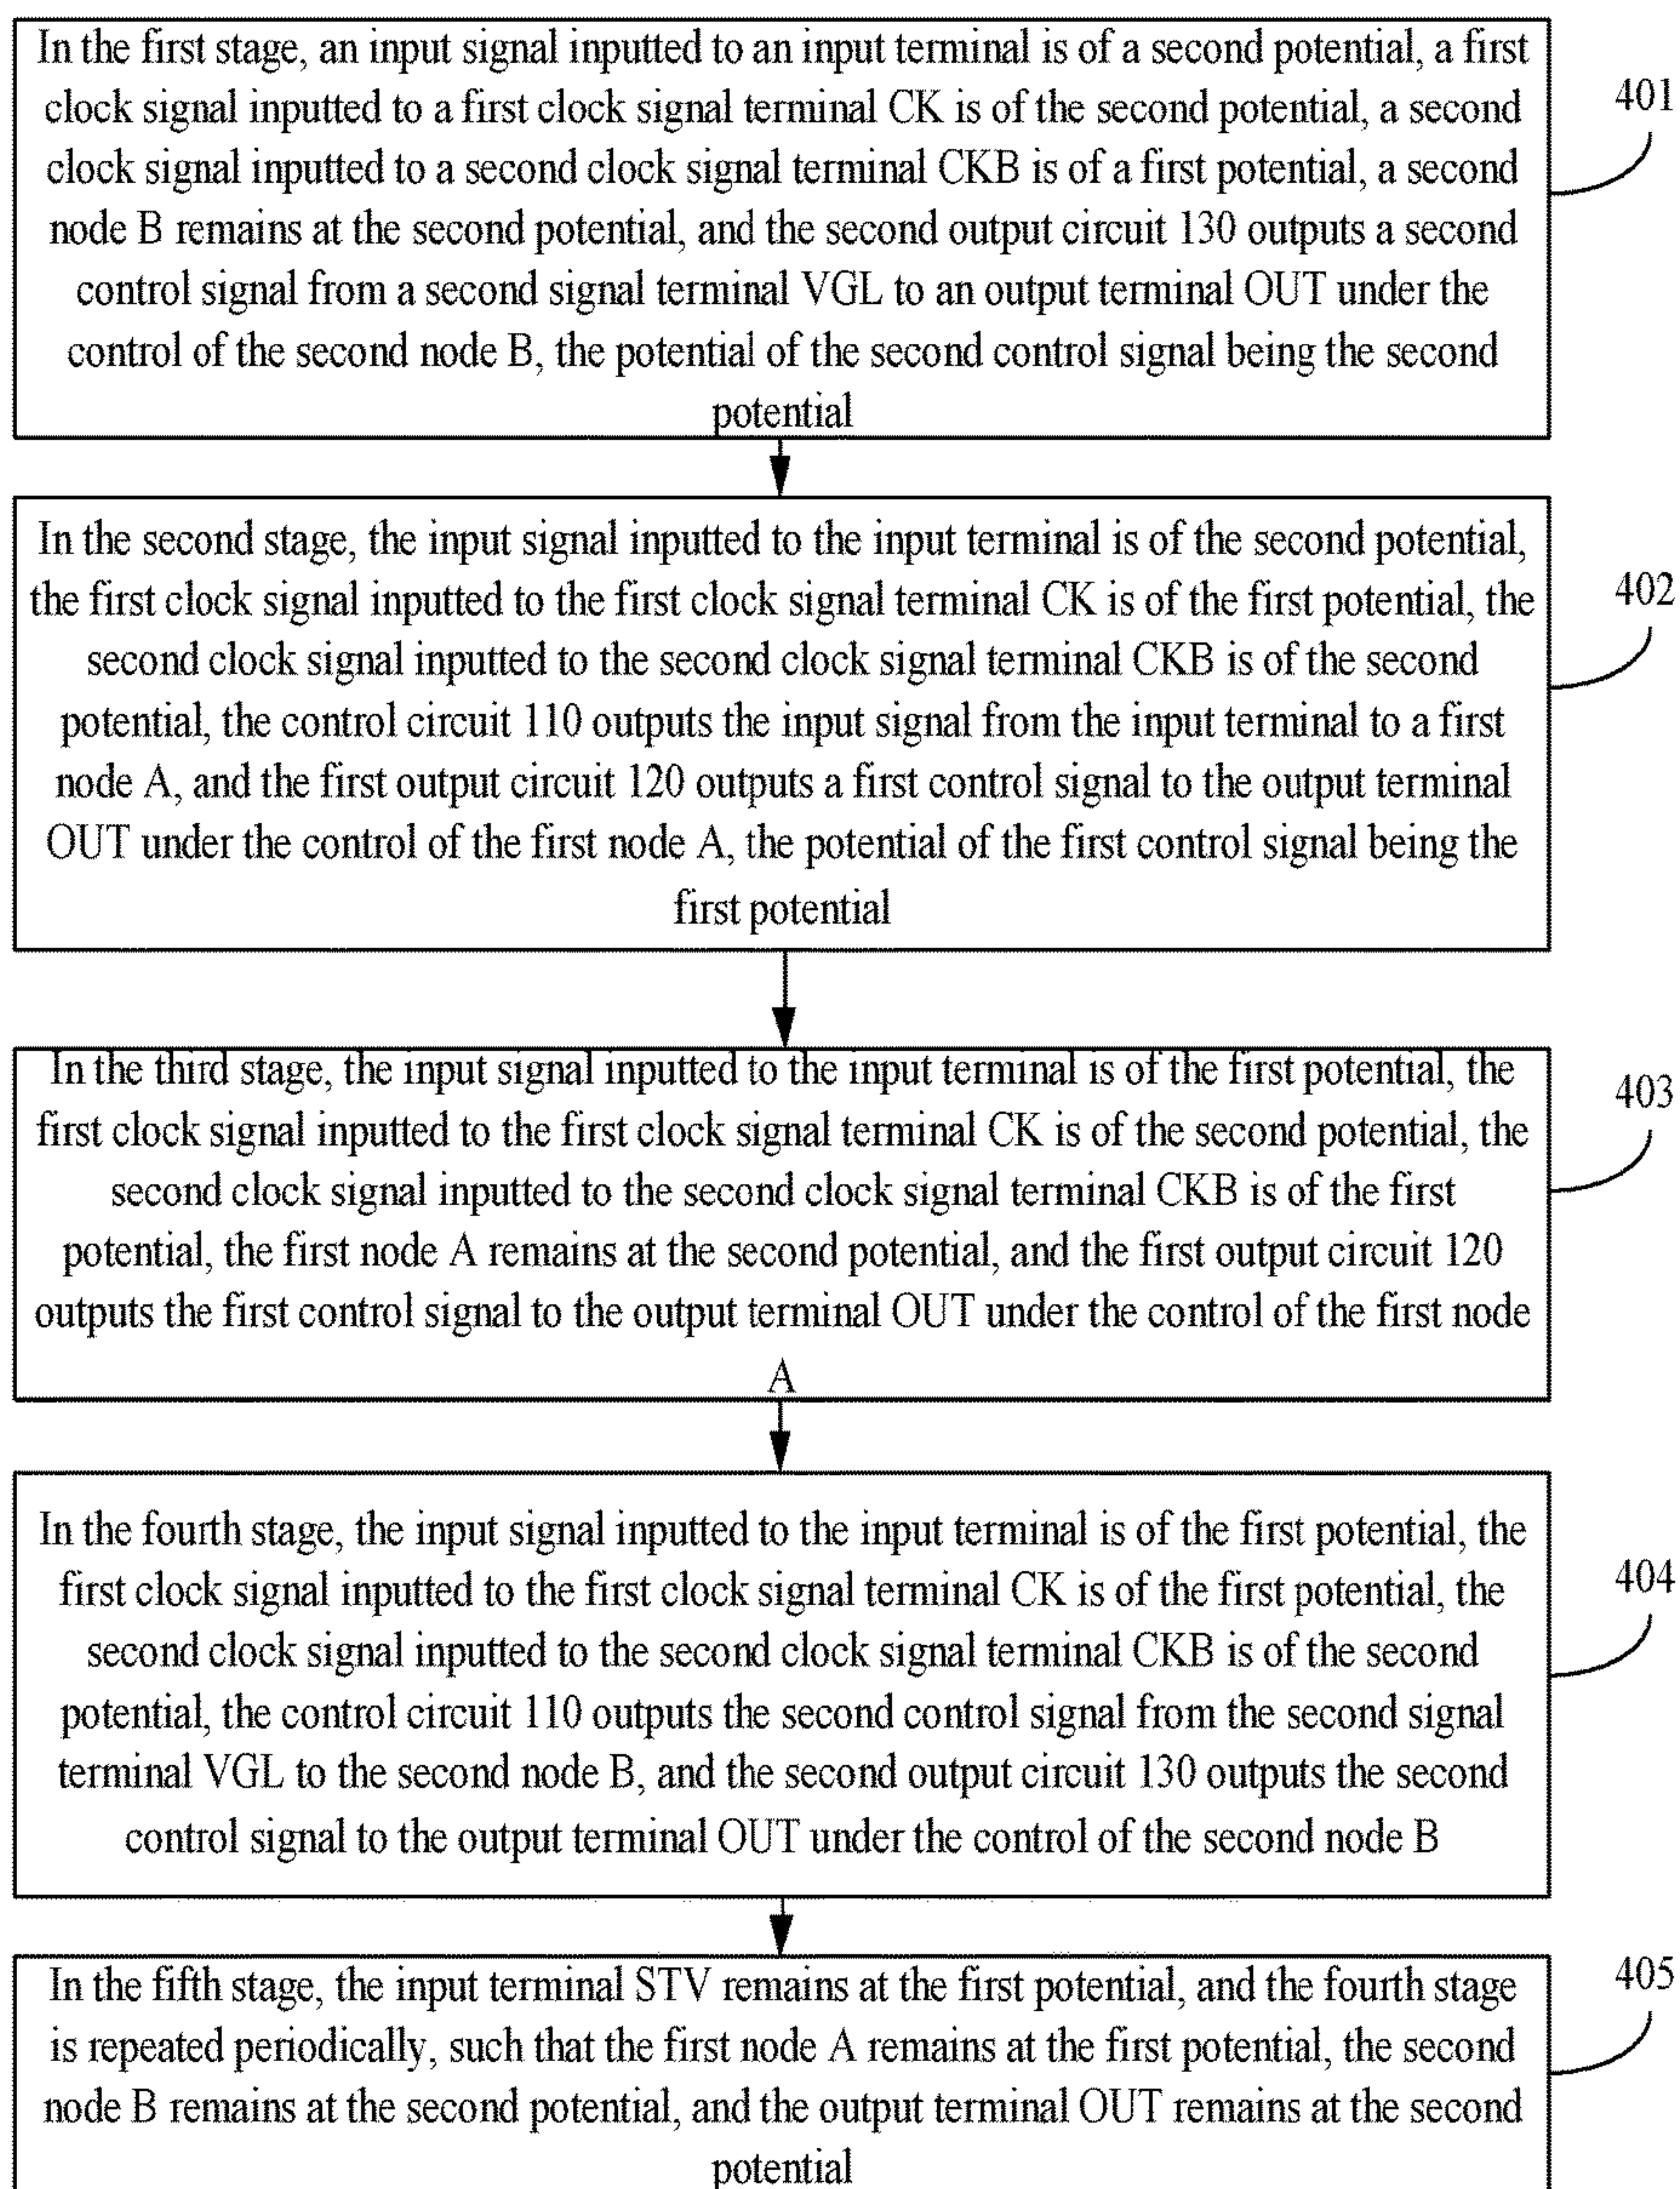 In the first stage, an input signal inputted to an input terminal is of a second potential, a first
clock signal inputted to a first clock signal terminal CK is of the second potential, a second
clock signal inputted to a second clock signal terminal CKB is of a first potential, a second
node B remains at the second potential, and the second output circuit 130 outputs a second
control signal from a second signal terminal VGL to an output terminal OUT under the
control of the second node B, the potential of the second control signal being the second
potential
401
In the second stage, the input signal inputted to the input terminal is of the second potential,
the first clock signal inputted to the first clock signal terminal CK is of the first potential, the
second clock signal inputted to the second clock signal terminal CKB is of the second
potential, the control circuit 110 outputs the input signal from the input terminal to a first
node A, and the first output circuit 120 outputs a first control signal to the output terminal
OUT under the control of the first node A, the potential of the first control signal being the
first potential
402
In the third stage, the input signal inputted to the input terminal is of the first potential, the
first clock signal inputted to the first clock signal terminal CK is of the second potential, the
second clock signal inputted to the second clock signal terminal CKB is of the first
potential, the first node A remains at the second potential, and the first output circuit 120
outputs the first control signal to the output terminal OUT under the control of the first node
A
403
In the fourth stage, the input signal inputted to the input terminal is of the first potential, the
first clock signal inputted to the first clock signal terminal CK is of the first potential, the
second clock signal inputted to the second clock signal terminal CKB is of the second
potential, the control circuit 110 outputs the second control signal from the second signal
terminal VGL to the second node B, and the second output circuit 130 outputs the second
control signal to the output terminal OUT under the control of the second node B
404
In the fifth stage, the input terminal STV remains at the first potential, and the fourth stage
is repeated periodically, such that the first node A remains at the first potential, the second
node B remains at the second potential, and the output terminal OUT remains at the second
potential
405